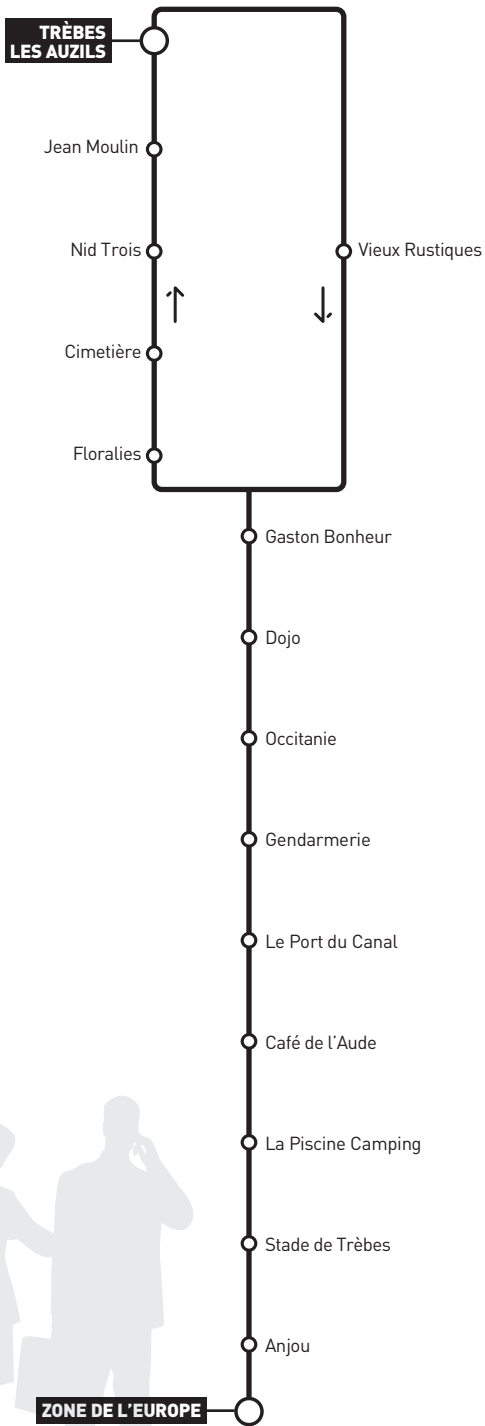 TRÈBES
LES AUZILS
Jean Moulin
Nid Trois
Vieux Rustiques
Cimetière
Floralies
Gaston Bonheur
Dojo
Occitanie
Gendarmerie
Le Port du Canal
Café de l'Aude
La Piscine Camping
Stade de Trèbes
Anjou
ZONE DE L'EUROPE